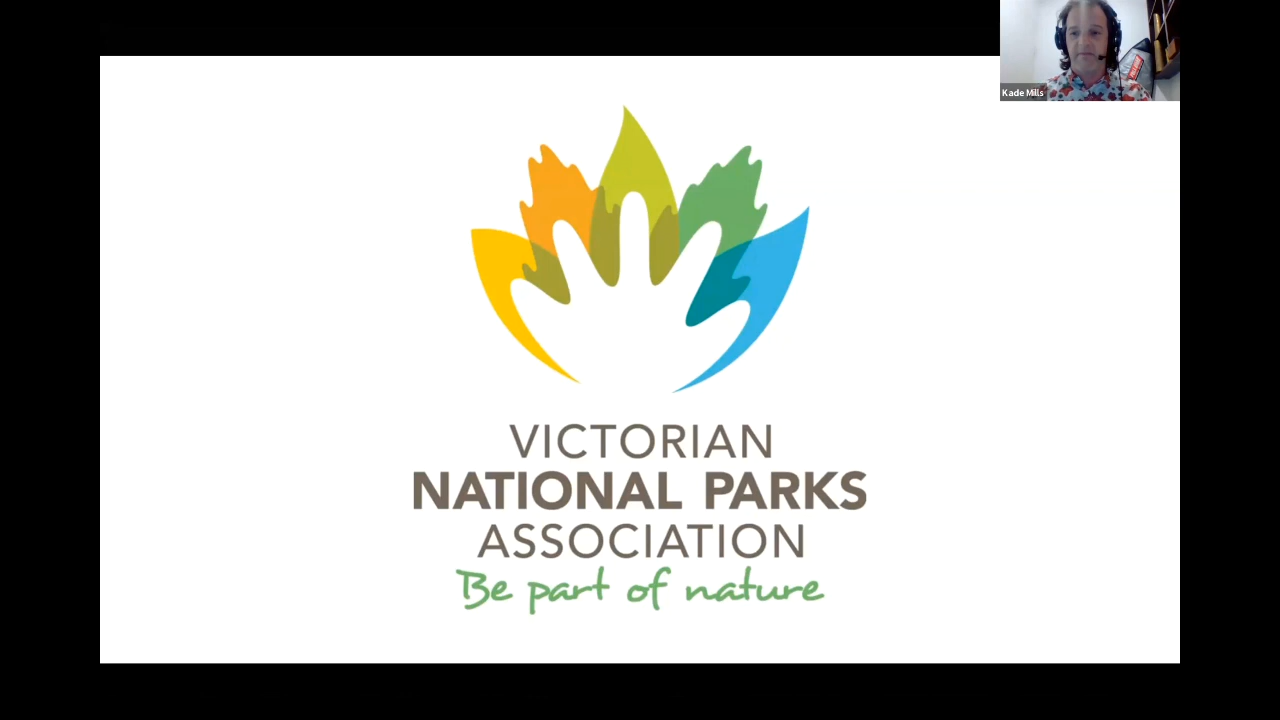 Kade Mills
VICTORIAN
NATIONAL PARKS
ASSOCIATION
Be part of nature